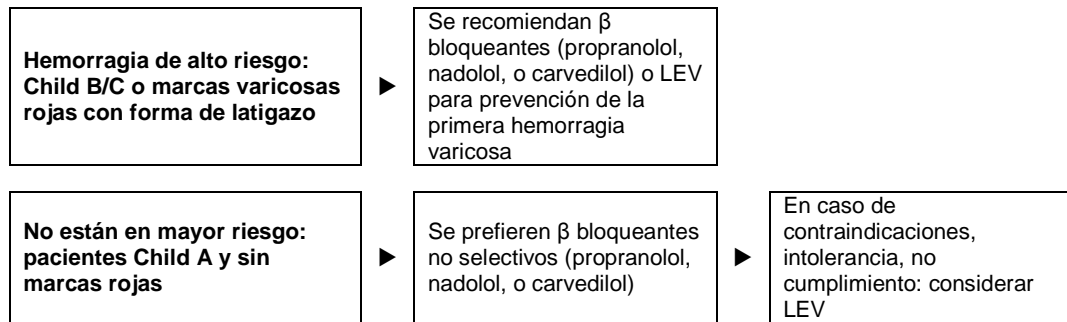 Hemorragia de alto riesgo:
Child B/C o marcas varicosas
rojas con forma de latigazo
►
Se recomiendan β
bloqueantes (propranolol,
nadolol, o carvedilol) o LEV
para prevención de la
primera hemorragia
varicosa
No están en mayor riesgo:
pacientes Child A y sin
marcas rojas
►
Se prefieren β bloqueantes
no selectivos (propranolol,
nadolol, o carvedilol)
►
En caso de
contraindicaciones,
intolerancia, no
cumplimiento: considerar
LEV